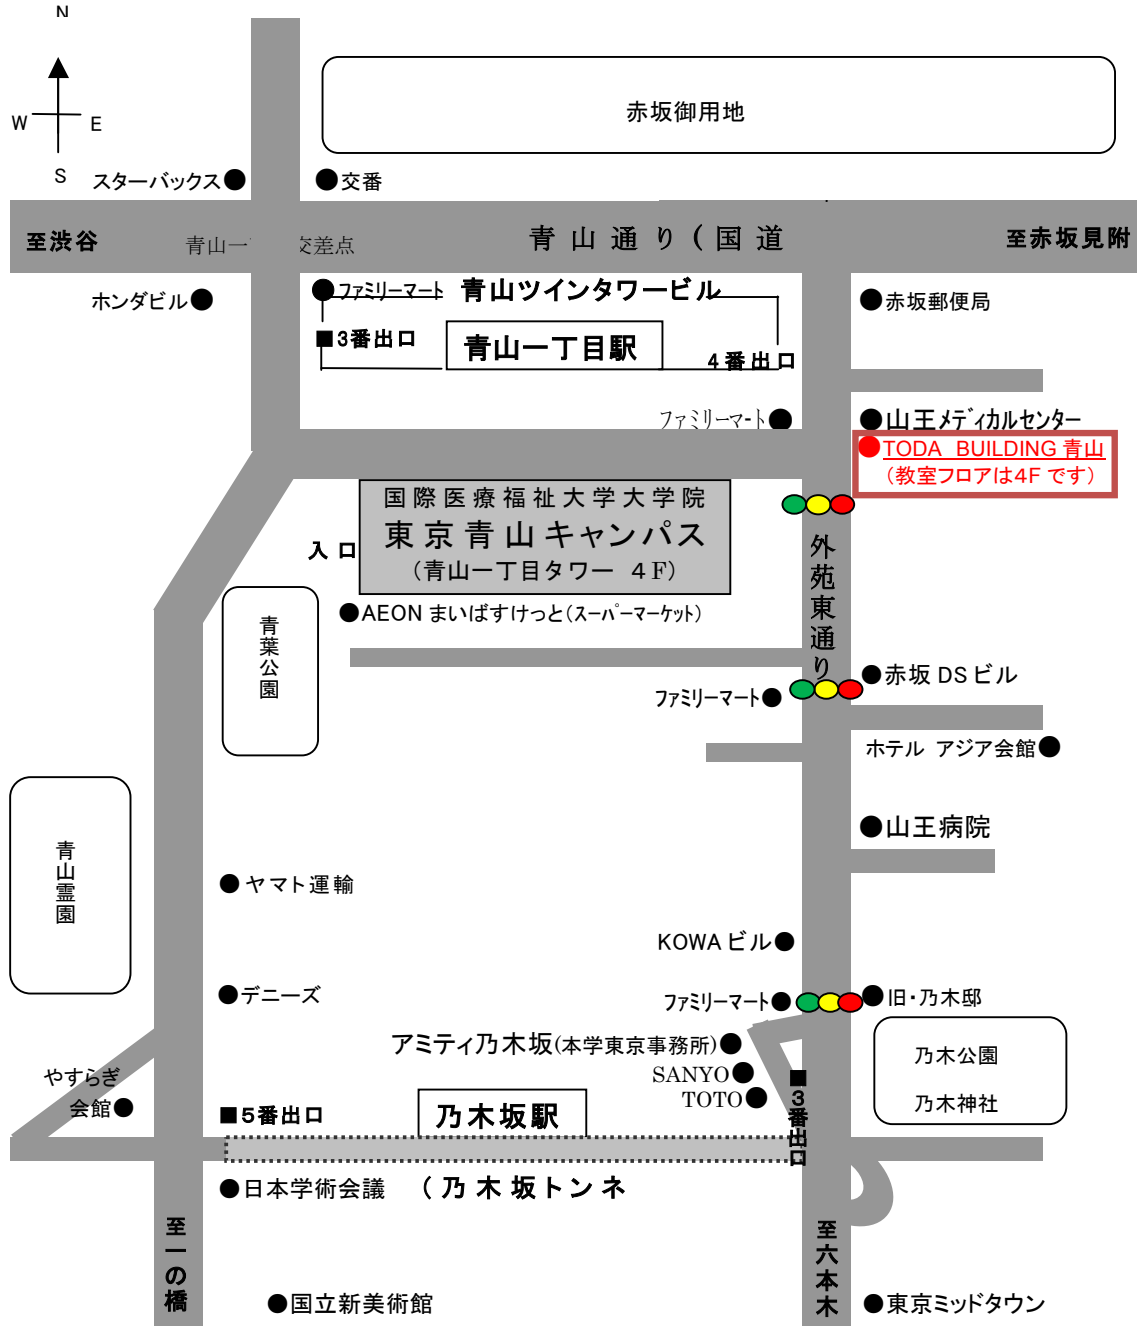 N
W
E
S
赤坂御用地
スターバックス
交番
至渋谷
青山一
交差点
青山通り(国道
至赤坂見附
ホンダビル
ファミリーマート
青山ツインタワービル
赤坂郵便局
■3番出口
青山一丁目駅
4番出口
ファミリーマート
山王メディカルセンター
TODA BUILDING 青山
(教室フロアは4F です)
国際医療福祉大学大学院
東京青山キャンパス
(青山一丁目タワー 4F)
入口
外苑東通り
AEON まいばすけっと(スーパーマーケット)
青葉公園
赤坂 DS ビル
ファミリーマート
ホテル アジア会館
青山霊園
山王病院
ヤマト運輸
KOWA ビル
デニーズ
ファミリーマート
旧・乃木邸
アミティ乃木坂(本学東京事務所)
SANYO
TOTO
乃木公園
乃木神社
やすらぎ
会館
■5番出口
乃木坂駅
■3番出口
日本学術会議
(乃木坂トンネ
至一の橋
至六本木
国立新美術館
東京ミッドタウン